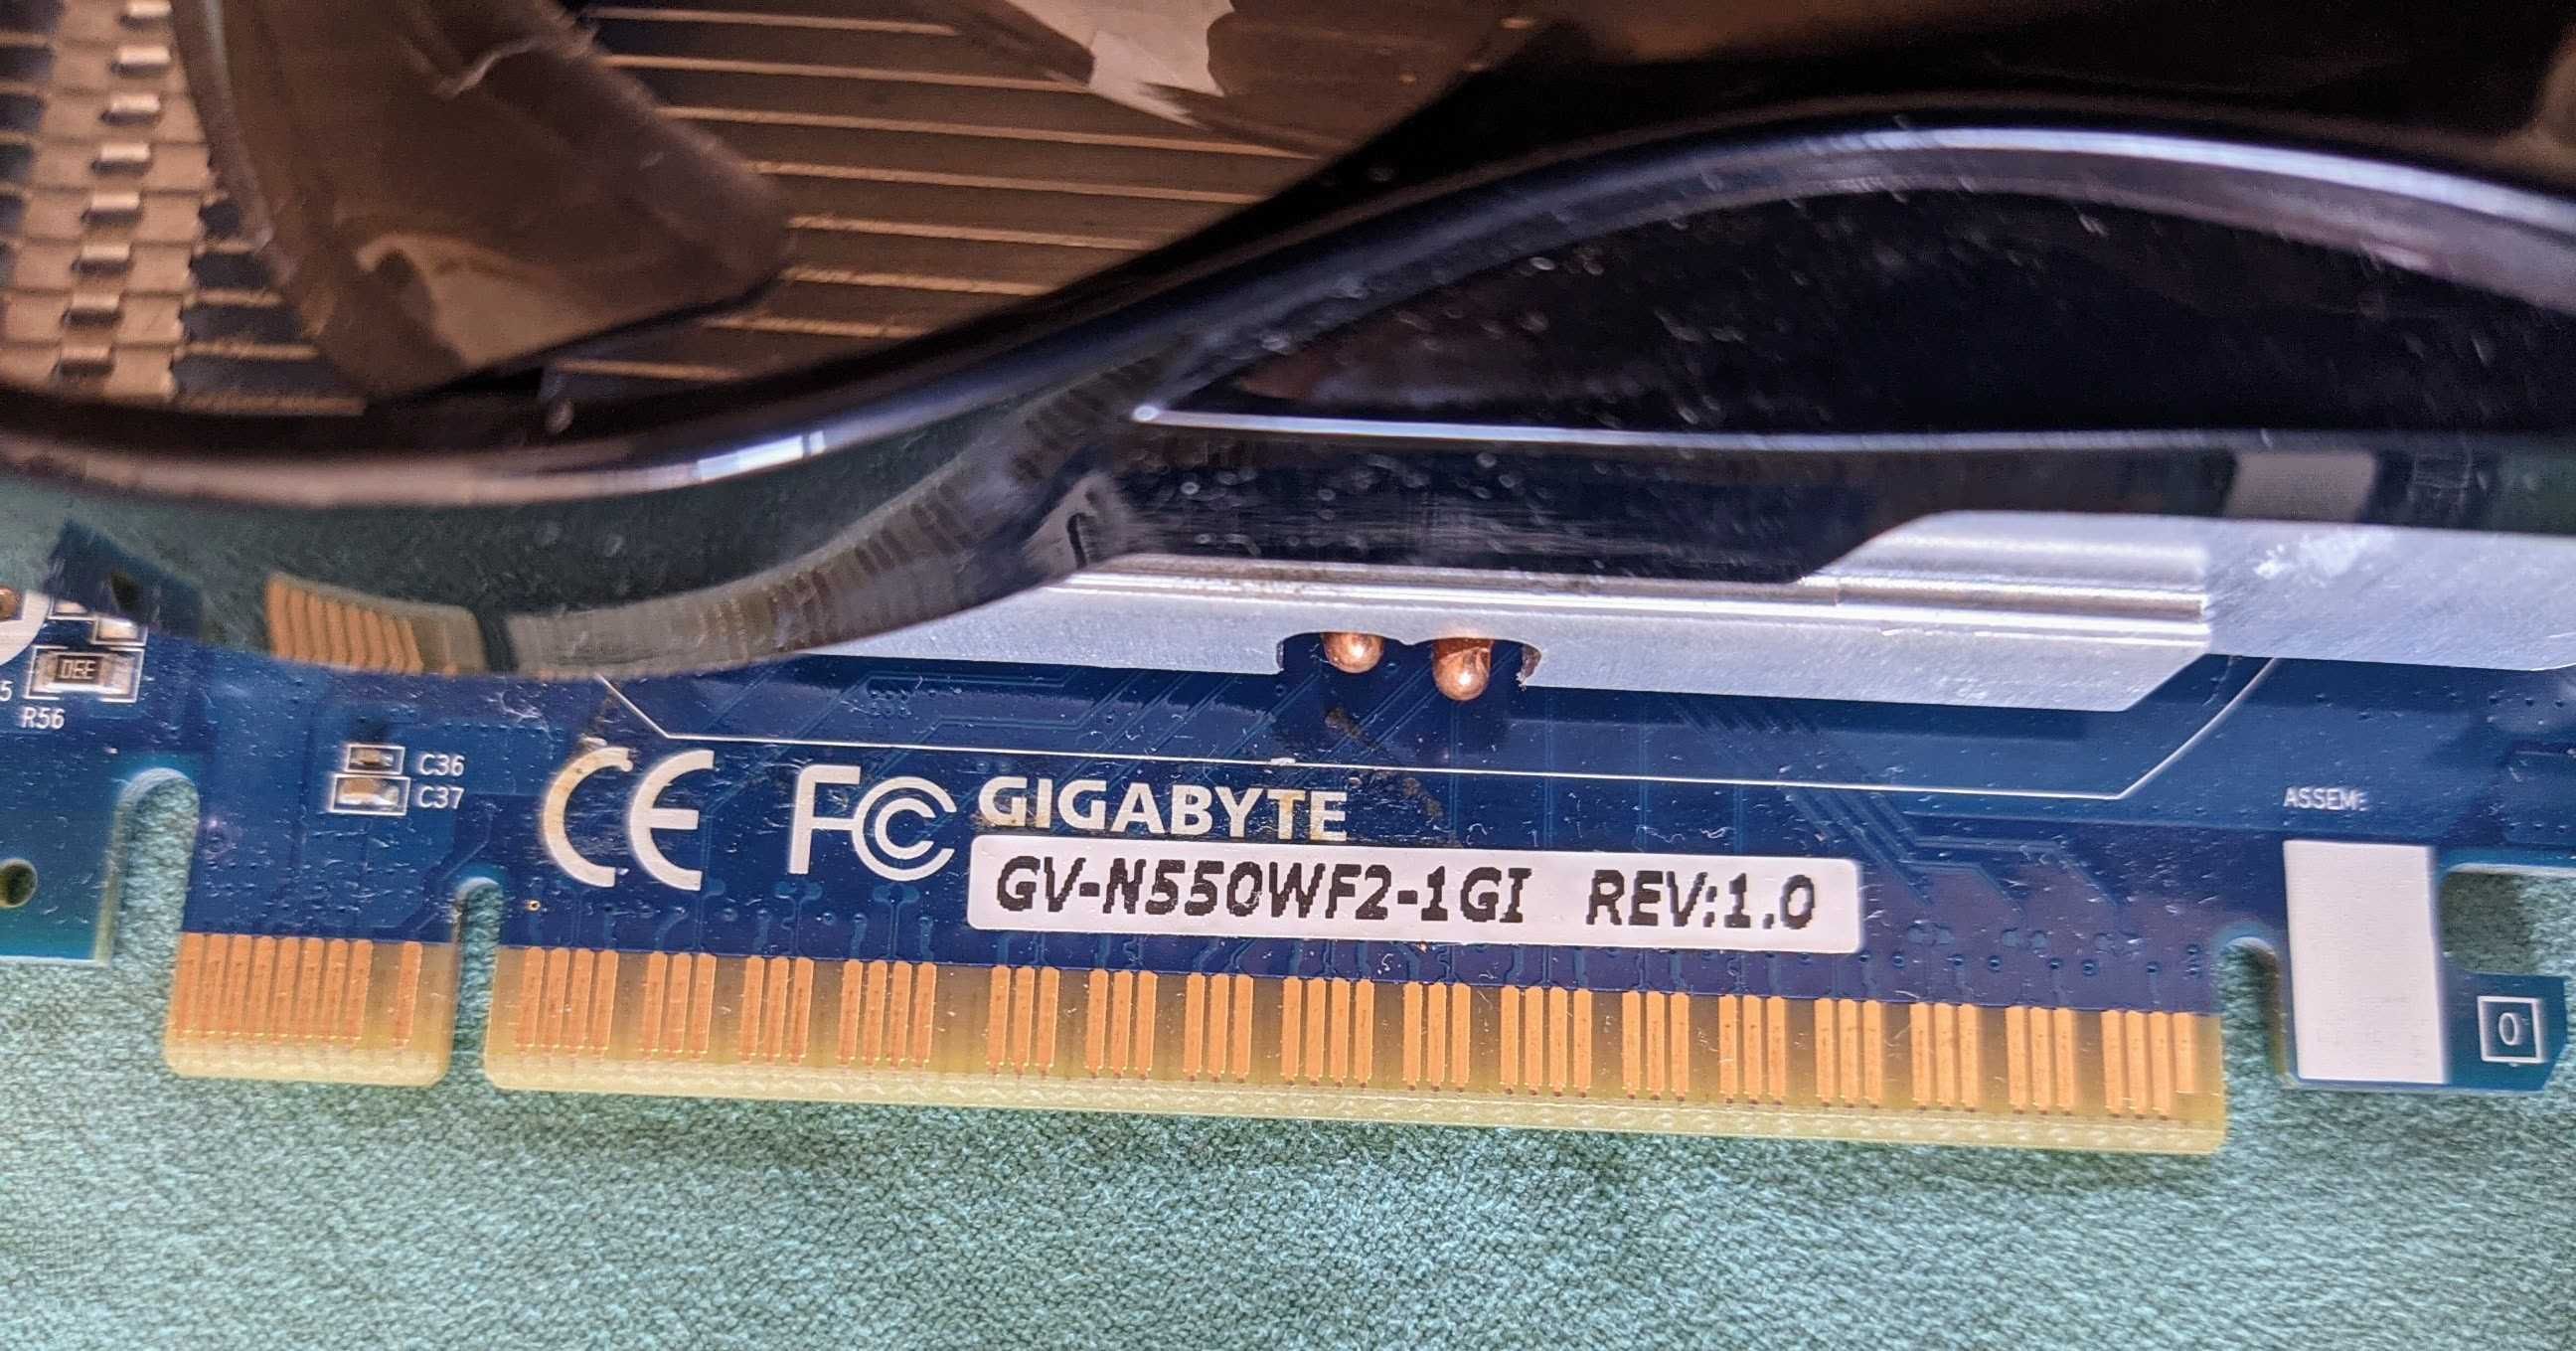 R56
C36
C37
CE FC GIGABYTE
GV-N550WF2-1GI REV:1.0
ASSEM:
0